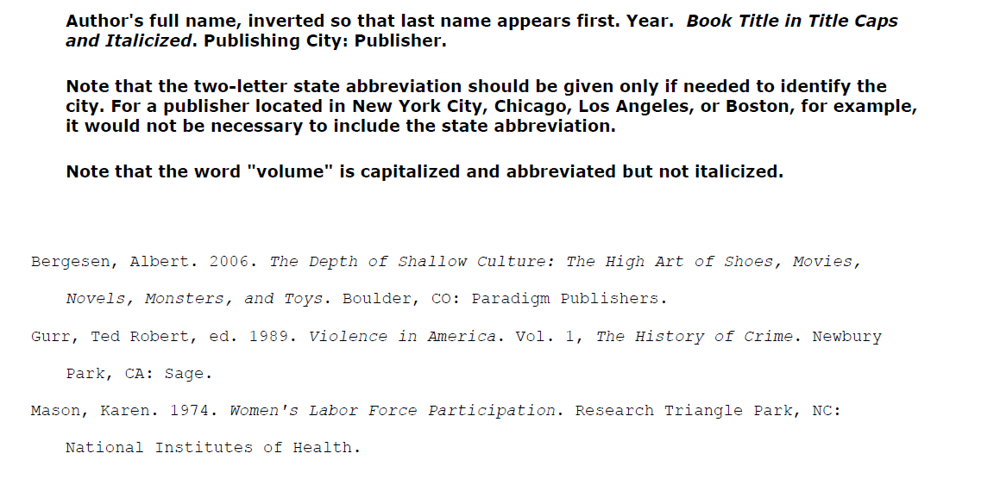 Author's full name, inverted so that last name appears first. Year.  Book Title in Title Caps
and Italicized. Publishing City: Publisher.
Note that the two-letter state abbreviation should be given only if needed to identify the
city. For a publisher located in New York City, Chicago, Los Angeles, or Boston, for example,
it would not be necessary to include the state abbreviation.
Note that the word "volume" is capitalized and abbreviated but not italicized.
Bergesen, Albert. 2006. The Depth of Shallow Culture: The High Art of Shoes, Movies,
Novels, Monsters, and Toys. Boulder, CO: Paradigm Publishers.
Gurr, Ted Robert, ed. 1989. Violence in America. Vol. 1, The History of Crime. Newbury
Park, CA: Sage.
Mason, Karen. 1974. Women's Labor Force Participation. Research Triangle Park, NC:
National Institutes of Health.